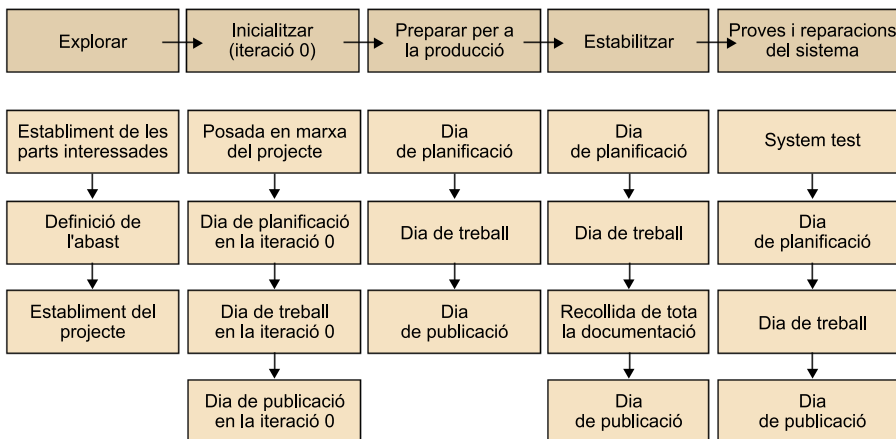 Explorar
Inicialitzar
(iteració 0)
Preparar per a
la producció
Estabilitzar
Proves i reparacions
del sistema
Establiment de les
parts interessades
Definició de
l'abast
Establiment del
projecte
Posada en marxa
del projecte
Dia de planificació
en la iteració 0
Dia de treball
en la iteració 0
Dia de publicació
en la iteració 0
Dia
de planificació
Dia de treball
Dia
de publicació
Dia
de planificació
Dia de treball
Recollida de tota
la documentació
Dia
de publicació
System test
Dia
de planificació
Dia de treball
Dia
de publicació